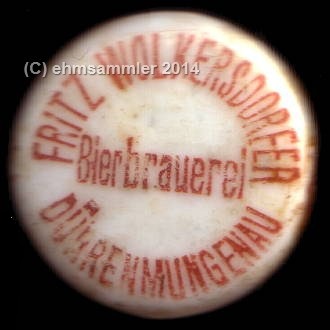 (C) ehmsammler 2014
FRITZ WOLKERSDORFER
Bierbrauerei
DÜRRENMUNGENAU